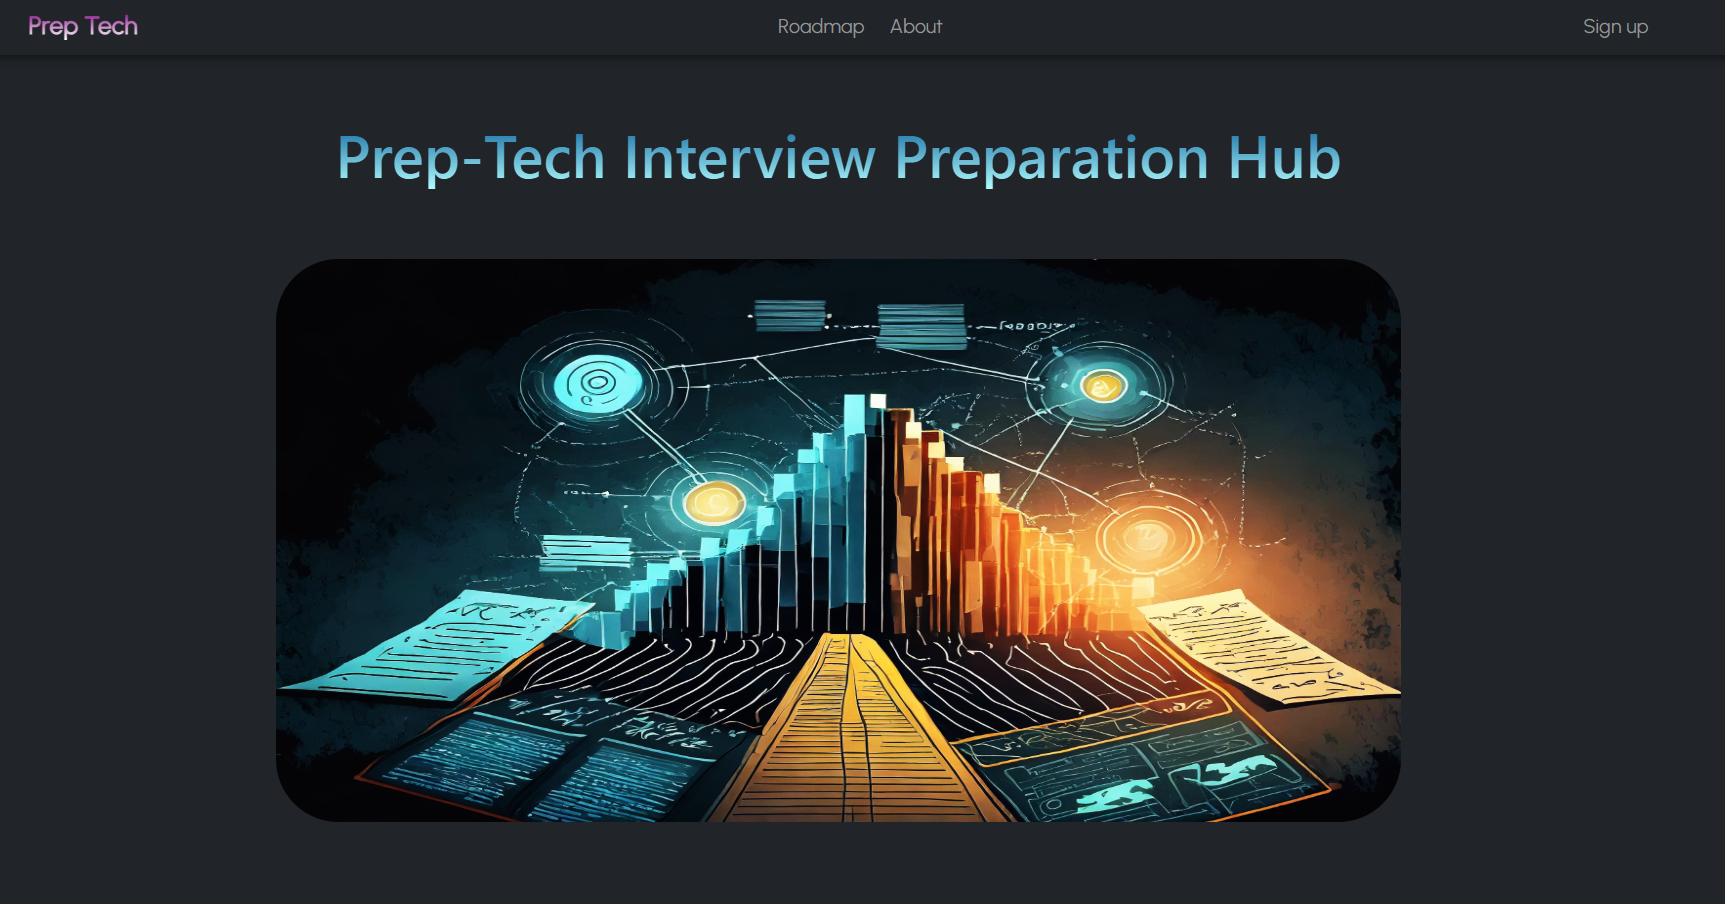 Prep Tech
Roadmap
About
Sign up
Prep-Tech Interview Preparation Hub